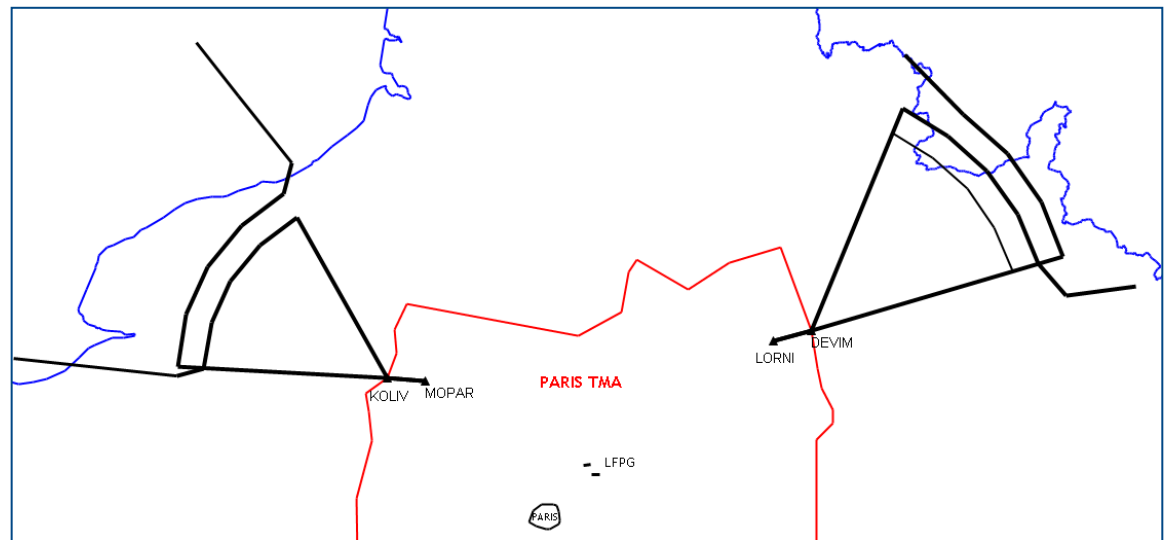 DEVIM
LORNI
PARIS TMA
KOLIV
MOPAR
LFPG
PARIS